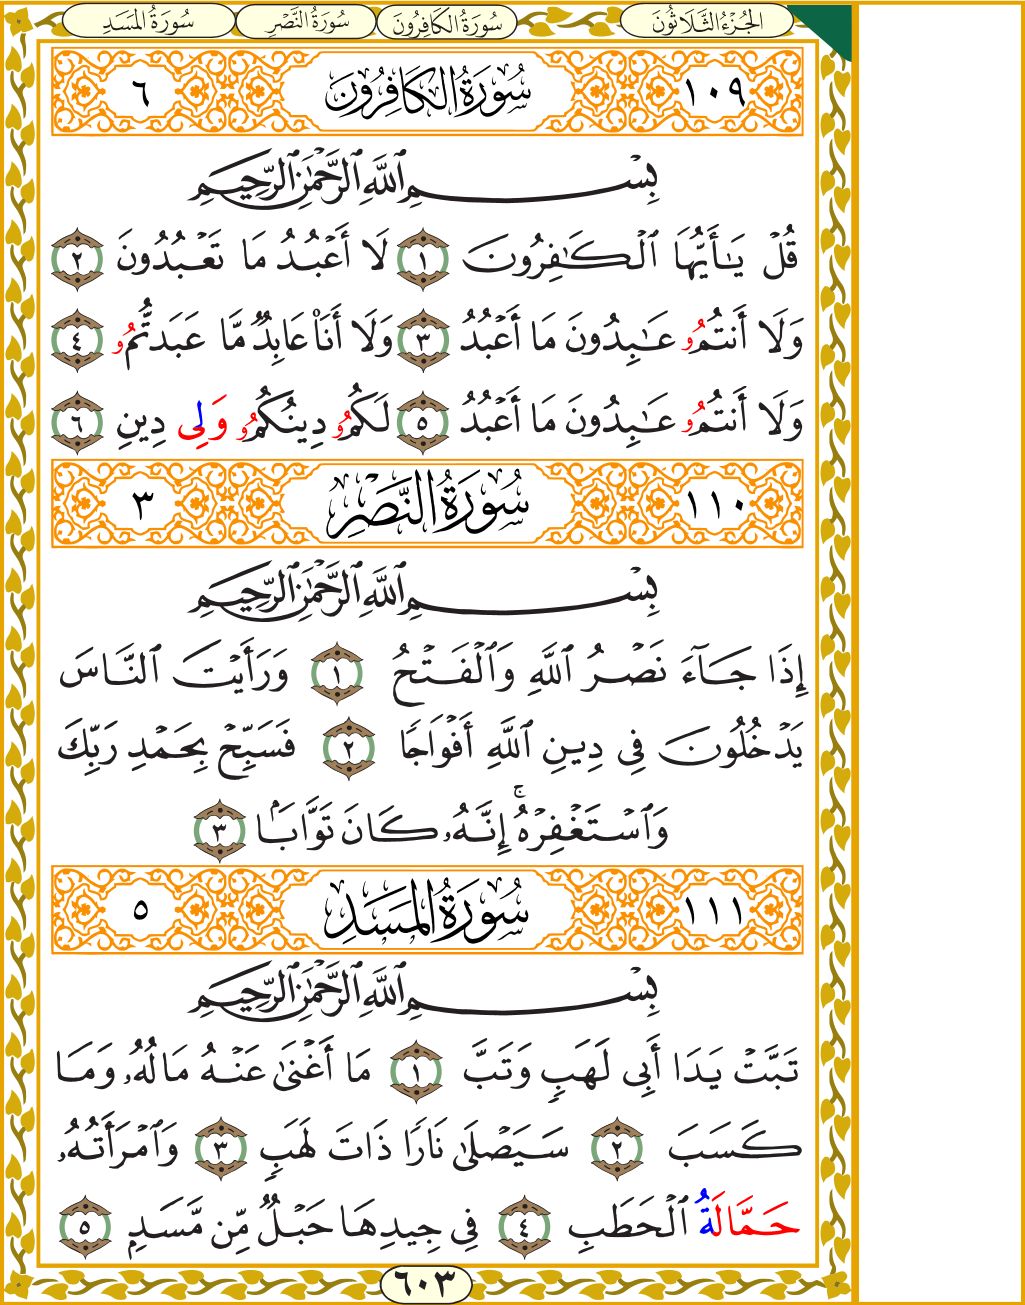 الجُزْءُ الثَّلَاثُونَ سُورَةُ الكَافِرُونَ سُورَةُ النَّصْرِ سُورَةُ المَسَدِ
١٠٩ سُورَةُ الكَافِرُونَ ٦
بِسْمِ ٱللَّهِ ٱلرَّحْمَٰنِ ٱلرَّحِيمِ
قُلْ يَـٰٓأَيُّهَا ٱلْكَـٰفِرُونَ ١ لَا أَعْبُدُ مَا تَعْبُدُونَ ٢
وَلَا أَنتُمُۥ عَـٰبِدُونَ مَا أَعْبُدُ ٣ وَلَا أَنَا۠ عَابِدٌ مَّا عَبَدتُّمُۥ ٤
وَلَا أَنتُمُۥ عَـٰبِدُونَ مَا أَعْبُدُ ٥ لَكُمُۥ دِينُكُمُۥ وَلِى دِينِ ٦
١١٠ سُورَةُ النَّصْرِ ٣
بِسْمِ ٱللَّهِ ٱلرَّحْمَٰنِ ٱلرَّحِيمِ
إِذَا جَآءَ نَصْرُ ٱللَّهِ وَٱلْفَتْحُ ١ وَرَأَيْتَ ٱلنَّاسَ
يَدْخُلُونَ فِى دِينِ ٱللَّهِ أَفْوَاجًا ٢ فَسَبِّحْ بِحَمْدِ رَبِّكَ
وَٱسْتَغْفِرْهُ ۚ إِنَّهُۥ كَانَ تَوَّابًۢا ٣
١١١ سُورَةُ المَسَدِ ٥
بِسْمِ ٱللَّهِ ٱلرَّحْمَٰنِ ٱلرَّحِيمِ
تَبَّتْ يَدَا أَبِى لَهَبٍ وَتَبَّ ١ مَا أَغْنَىٰ عَنْهُ مَالُهُۥ وَمَا
كَسَبَ ٢ سَيَصْلَىٰ نَارًا ذَاتَ لَهَبٍ ٣ وَٱمْرَأَتُهُۥ
حَمَّالَةُ ٱلْحَطَبِ ٤ فِى جِيدِهَا حَبْلٌ مِّن مَّسَدٍ ٥
٦٠٣